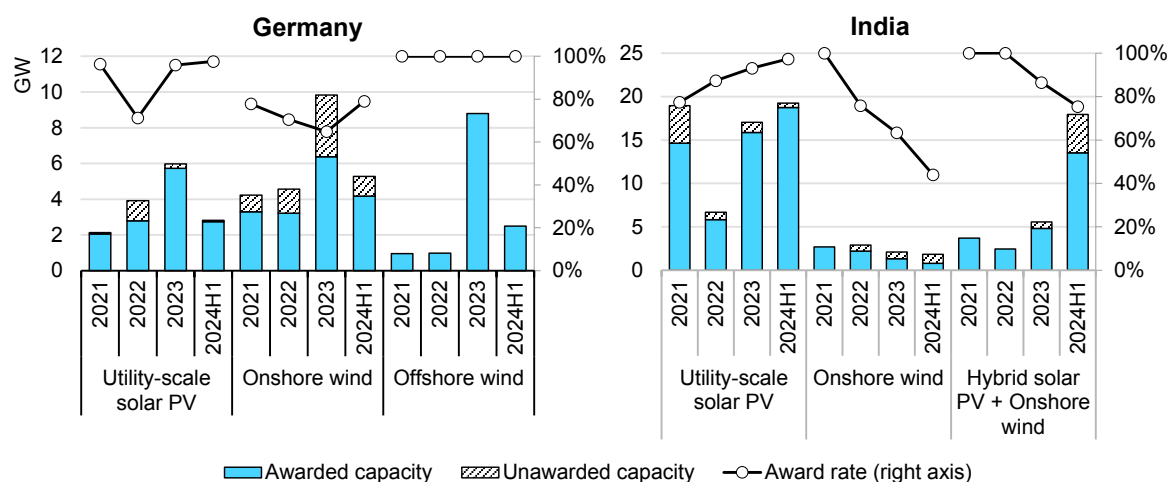 Germany
GW
12
10
8
6
4
2
0
100%
80%
60%
40%
20%
0%
2021
2022
2023
2024H1
2021
2022
2023
2024H1
2021
2022
2023
2024H1
Utility-scale
solar PV
Onshore wind
Offshore wind
India
25
20
15
10
5
0
100%
80%
60%
40%
20%
0%
2021
2022
2023
2024H1
2021
2022
2023
2024H1
2021
2022
2023
2024H1
Utility-scale
solar PV
Onshore wind
Hybrid solar
PV + Onshore
wind
Awarded capacity
Unawarded capacity
Award rate (right axis)